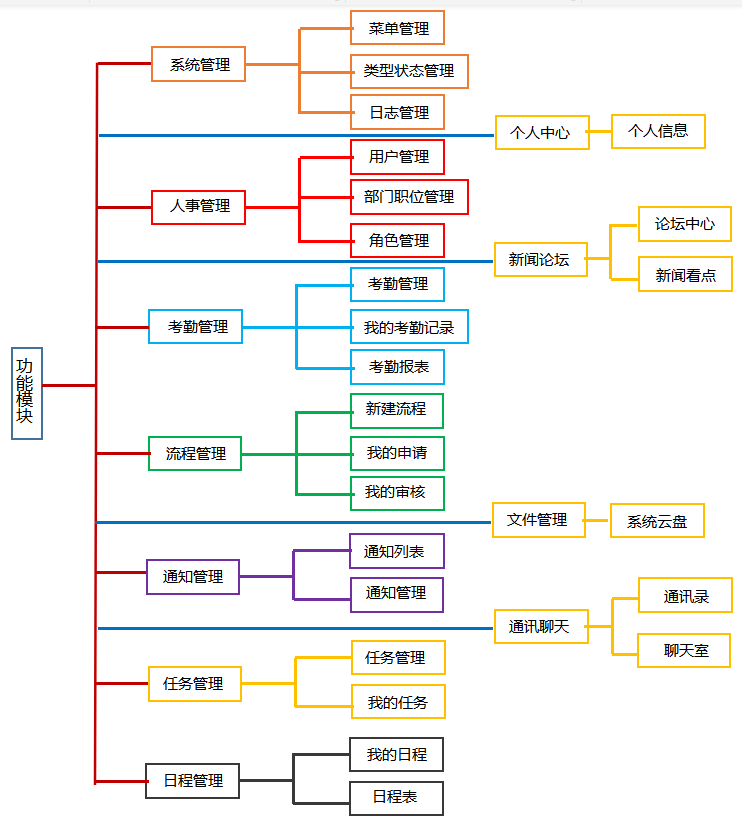 功能模块
系统管理
菜单管理
类型状态管理
日志管理
个人中心
个人信息
人事管理
用户管理
部门职位管理
角色管理
新闻论坛
论坛中心
新闻看点
考勤管理
考勤管理
我的考勤记录
考勤报表
流程管理
新建流程
我的申请
我的审核
文件管理
系统云盘
通知管理
通知列表
通知管理
通讯聊天
通讯录
聊天室
任务管理
任务管理
我的任务
日程管理
我的日程
日程表